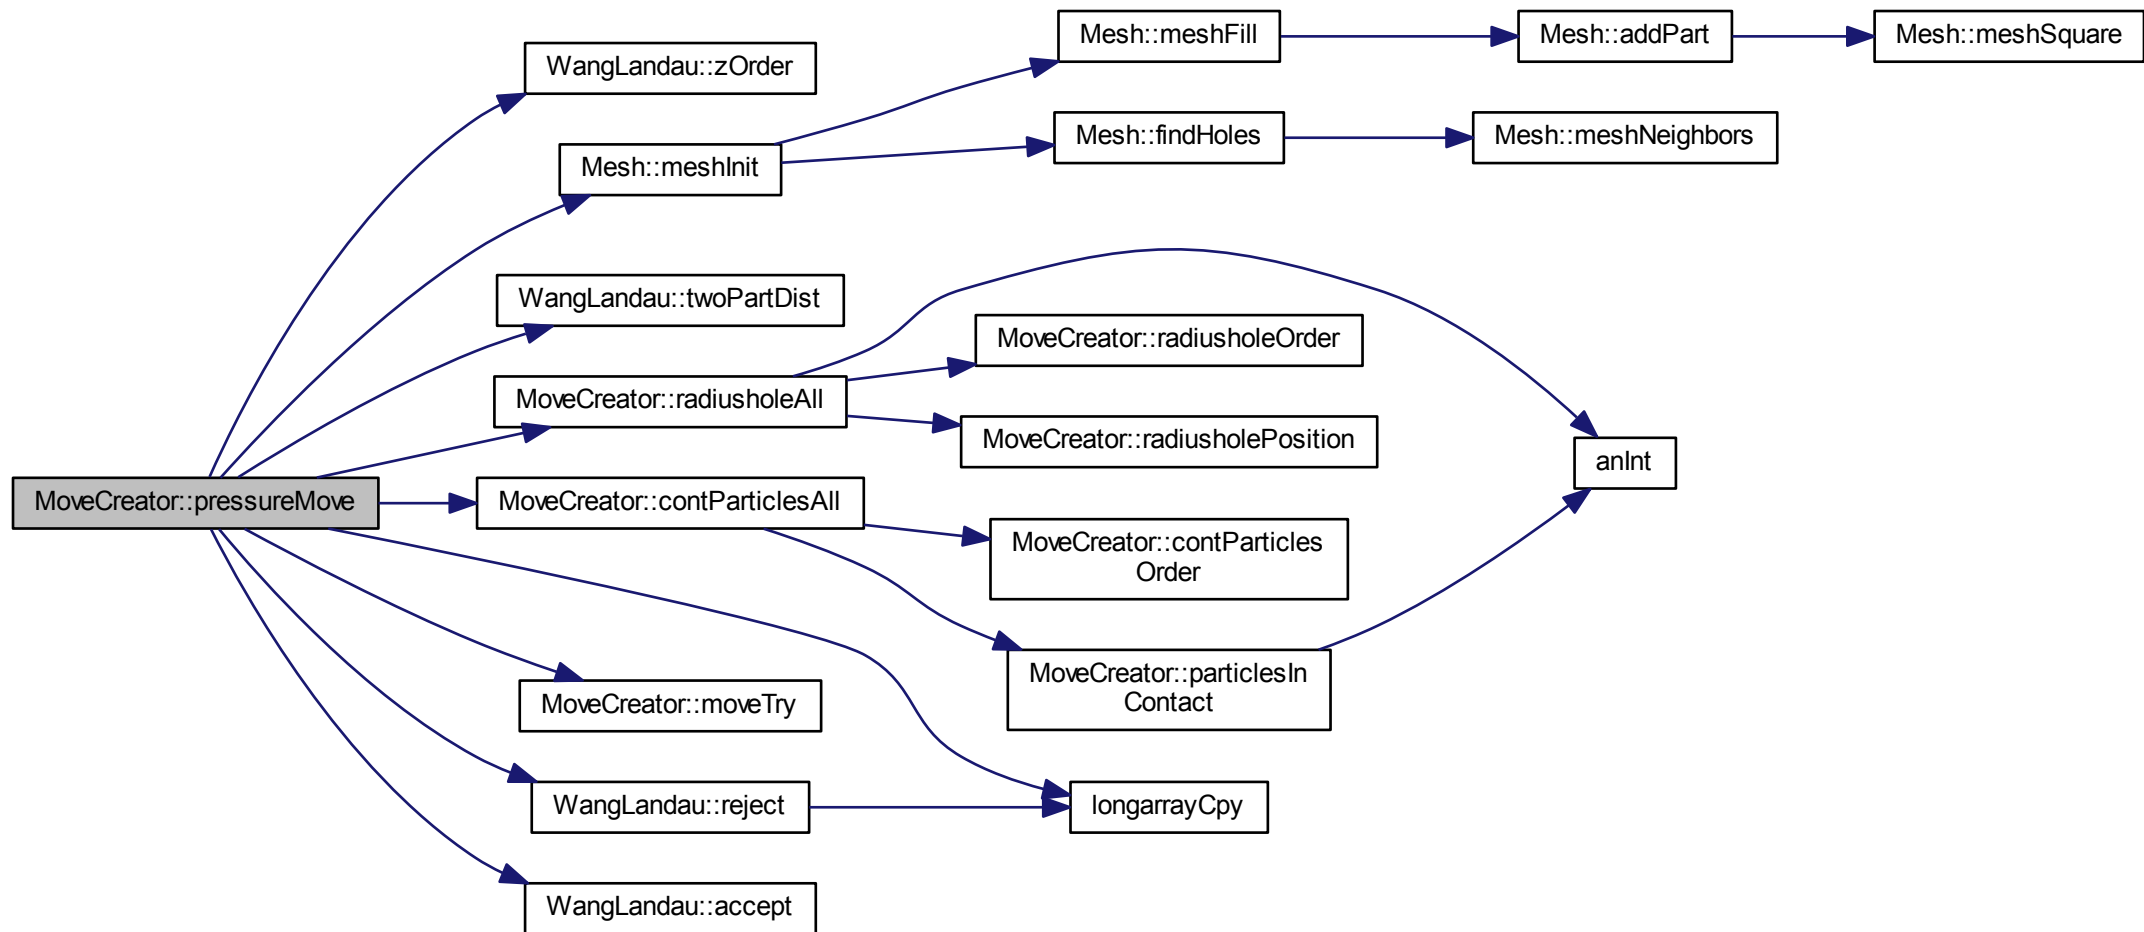 Mesh::meshFill
Mesh::addPart
Mesh::meshSquare
WangLandau::zOrder
Mesh::findHoles
Mesh::meshNeighbors
Mesh::meshInit
WangLandau::twoPartDist
MoveCreator::radiusholeOrder
MoveCreator::radiusholeAll
MoveCreator::radiusholePosition
anInt
MoveCreator::pressureMove
MoveCreator::contParticlesAll
MoveCreator::contParticles
Order
MoveCreator::particlesIn
Contact
MoveCreator::moveTry
WangLandau::reject
longarrayCpy
WangLandau::accept